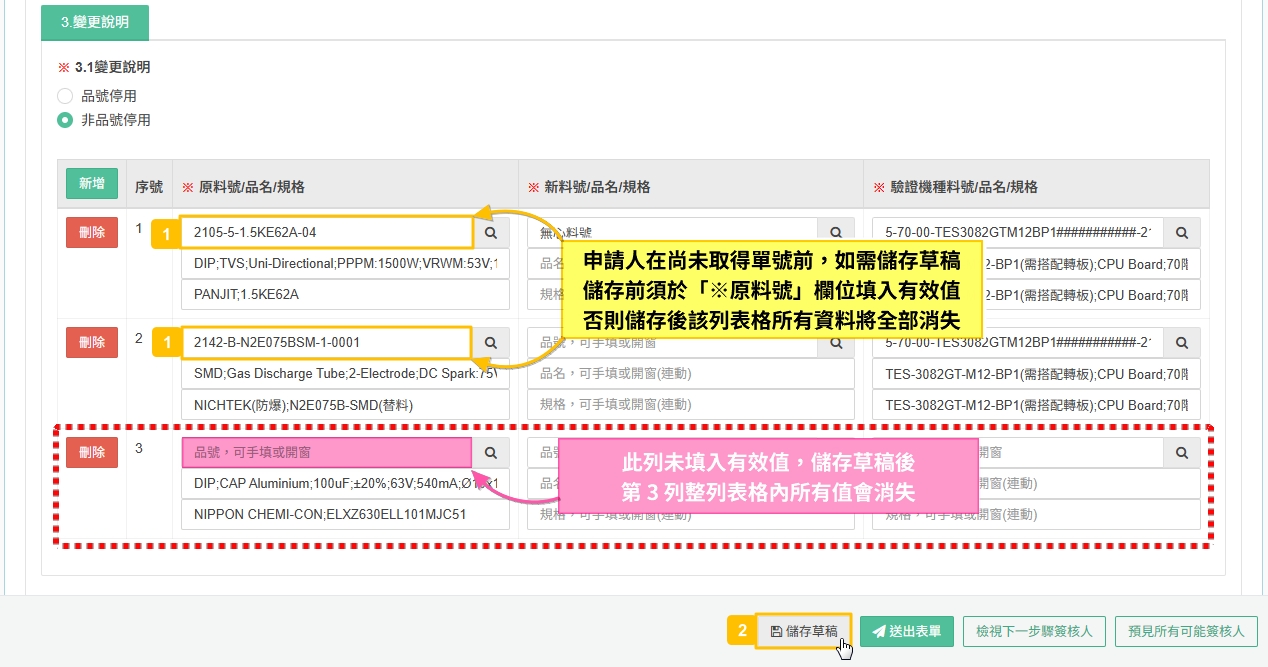 3.變更說明
※ 3.1變更說明
品號停用
非品號停用
新增 序號 ※ 原料號/品名/規格 ※ 新料號/品名/規格 ※ 驗證機種料號/品名/規格
刪除 1 1 2105-5-1.5KE62A-04 無 料號 5-70-00-TES3082GTM12BP1###########-2
DIP;TVS;Uni-Directional;PPPM:1500W;VRWM:53V; 品名 2-BP1(需搭配轉板);CPU Board;70
PANJIT;1.5KE62A 規格 2-BP1(需搭配轉板);CPU Board;70
申請人在尚未取得單號前，如需儲存草稿
儲存前須於「※原料號」欄位填入有效值
否則儲存後該列表格所有資料將全部消失
刪除 2 1 2142-B-N2E075BSM-1-0001 品號，可手填或開窗 5-70-00-TES3082GTM12BP1###########-2
SMD;Gas Discharge Tube;2-Electrode;DC Spark:75V 品名，可手填或開窗(連動) TES-3082GT-M12-BP1(需搭配轉板);CPU Board;70
NICHTEK(防爆);N2E075B-SMD(替料) 規格，可手填或開窗(連動) TES-3082GT-M12-BP1(需搭配轉板);CPU Board;70
刪除 3 品號，可手填或開窗 品 開窗
DIP;CAP Aluminium;100uF;±20%;63V;540mA; 品 開窗(連動)
NIPPON CHEMI-CON;ELXZ630ELL101MJC51 規格，可手填或開窗(連動) 規格，可手填或開窗(連動)
此列未填入有效值，儲存草稿後
第 3 列整列表格內所有值會消失
2 儲存草稿 送出表單 檢視下一步驟簽核人 預見所有可能簽核人